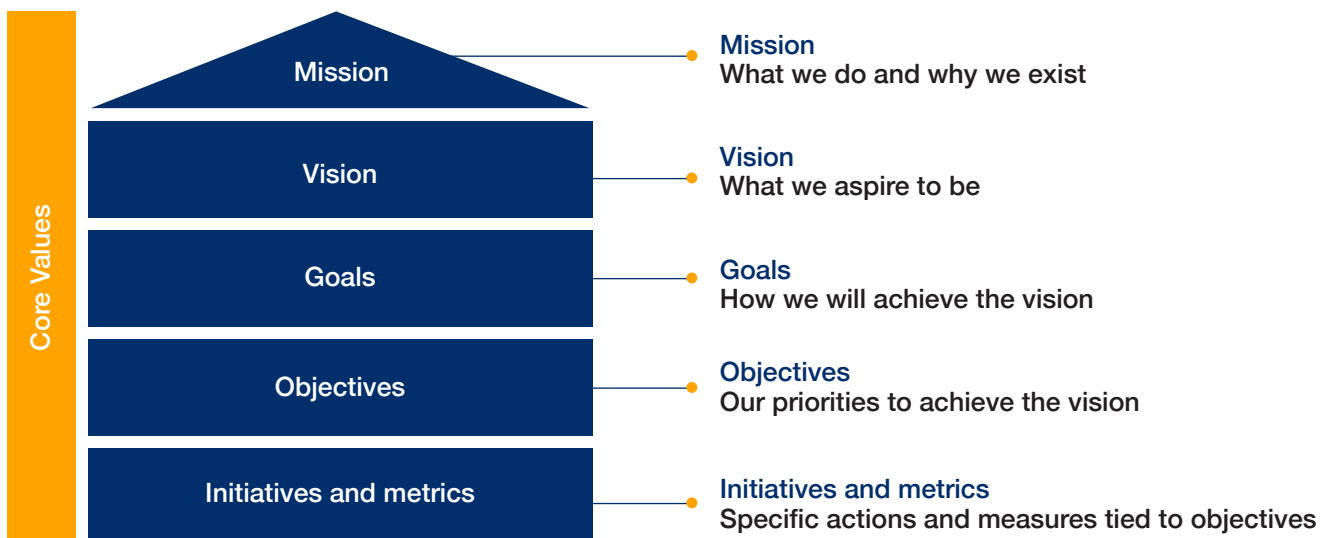 Core Values
Mission
Vision
Goals
Objectives
Initiatives and metrics
Mission
What we do and why we exist
Vision
What we aspire to be
Goals
How we will achieve the vision
Objectives
Our priorities to achieve the vision
Initiatives and metrics
Specific actions and measures tied to objectives